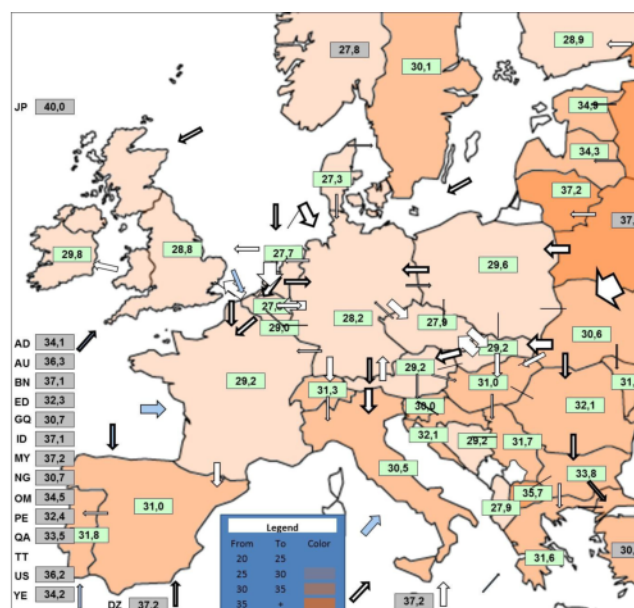 27,8
28,9
30,1
JP 40,0
34,9
34,3
27,3
37,2
29,8
28,8
27,7
29,6
27,
29,0
28,2
27,9
30,6
AD 34,1
AU 36,3
BN 37,1
ED 32,3
GQ 30,7
ID 37,1
MY 37,2
NG 30,7
OM 34,5
PE 32,4
QA 33,5
TT
US 36,2
YE 34,2
29,2
29,2
29,2
31,3
31,0
30,0
32,1
32,1
29,2
31,7
31,
30,5
33,8
35,7
27,9
31,0
31,8
31,6
30,
DZ 37,2
37,2
37,
Legend
From To Color
20 25
25 30
30 35
35 +